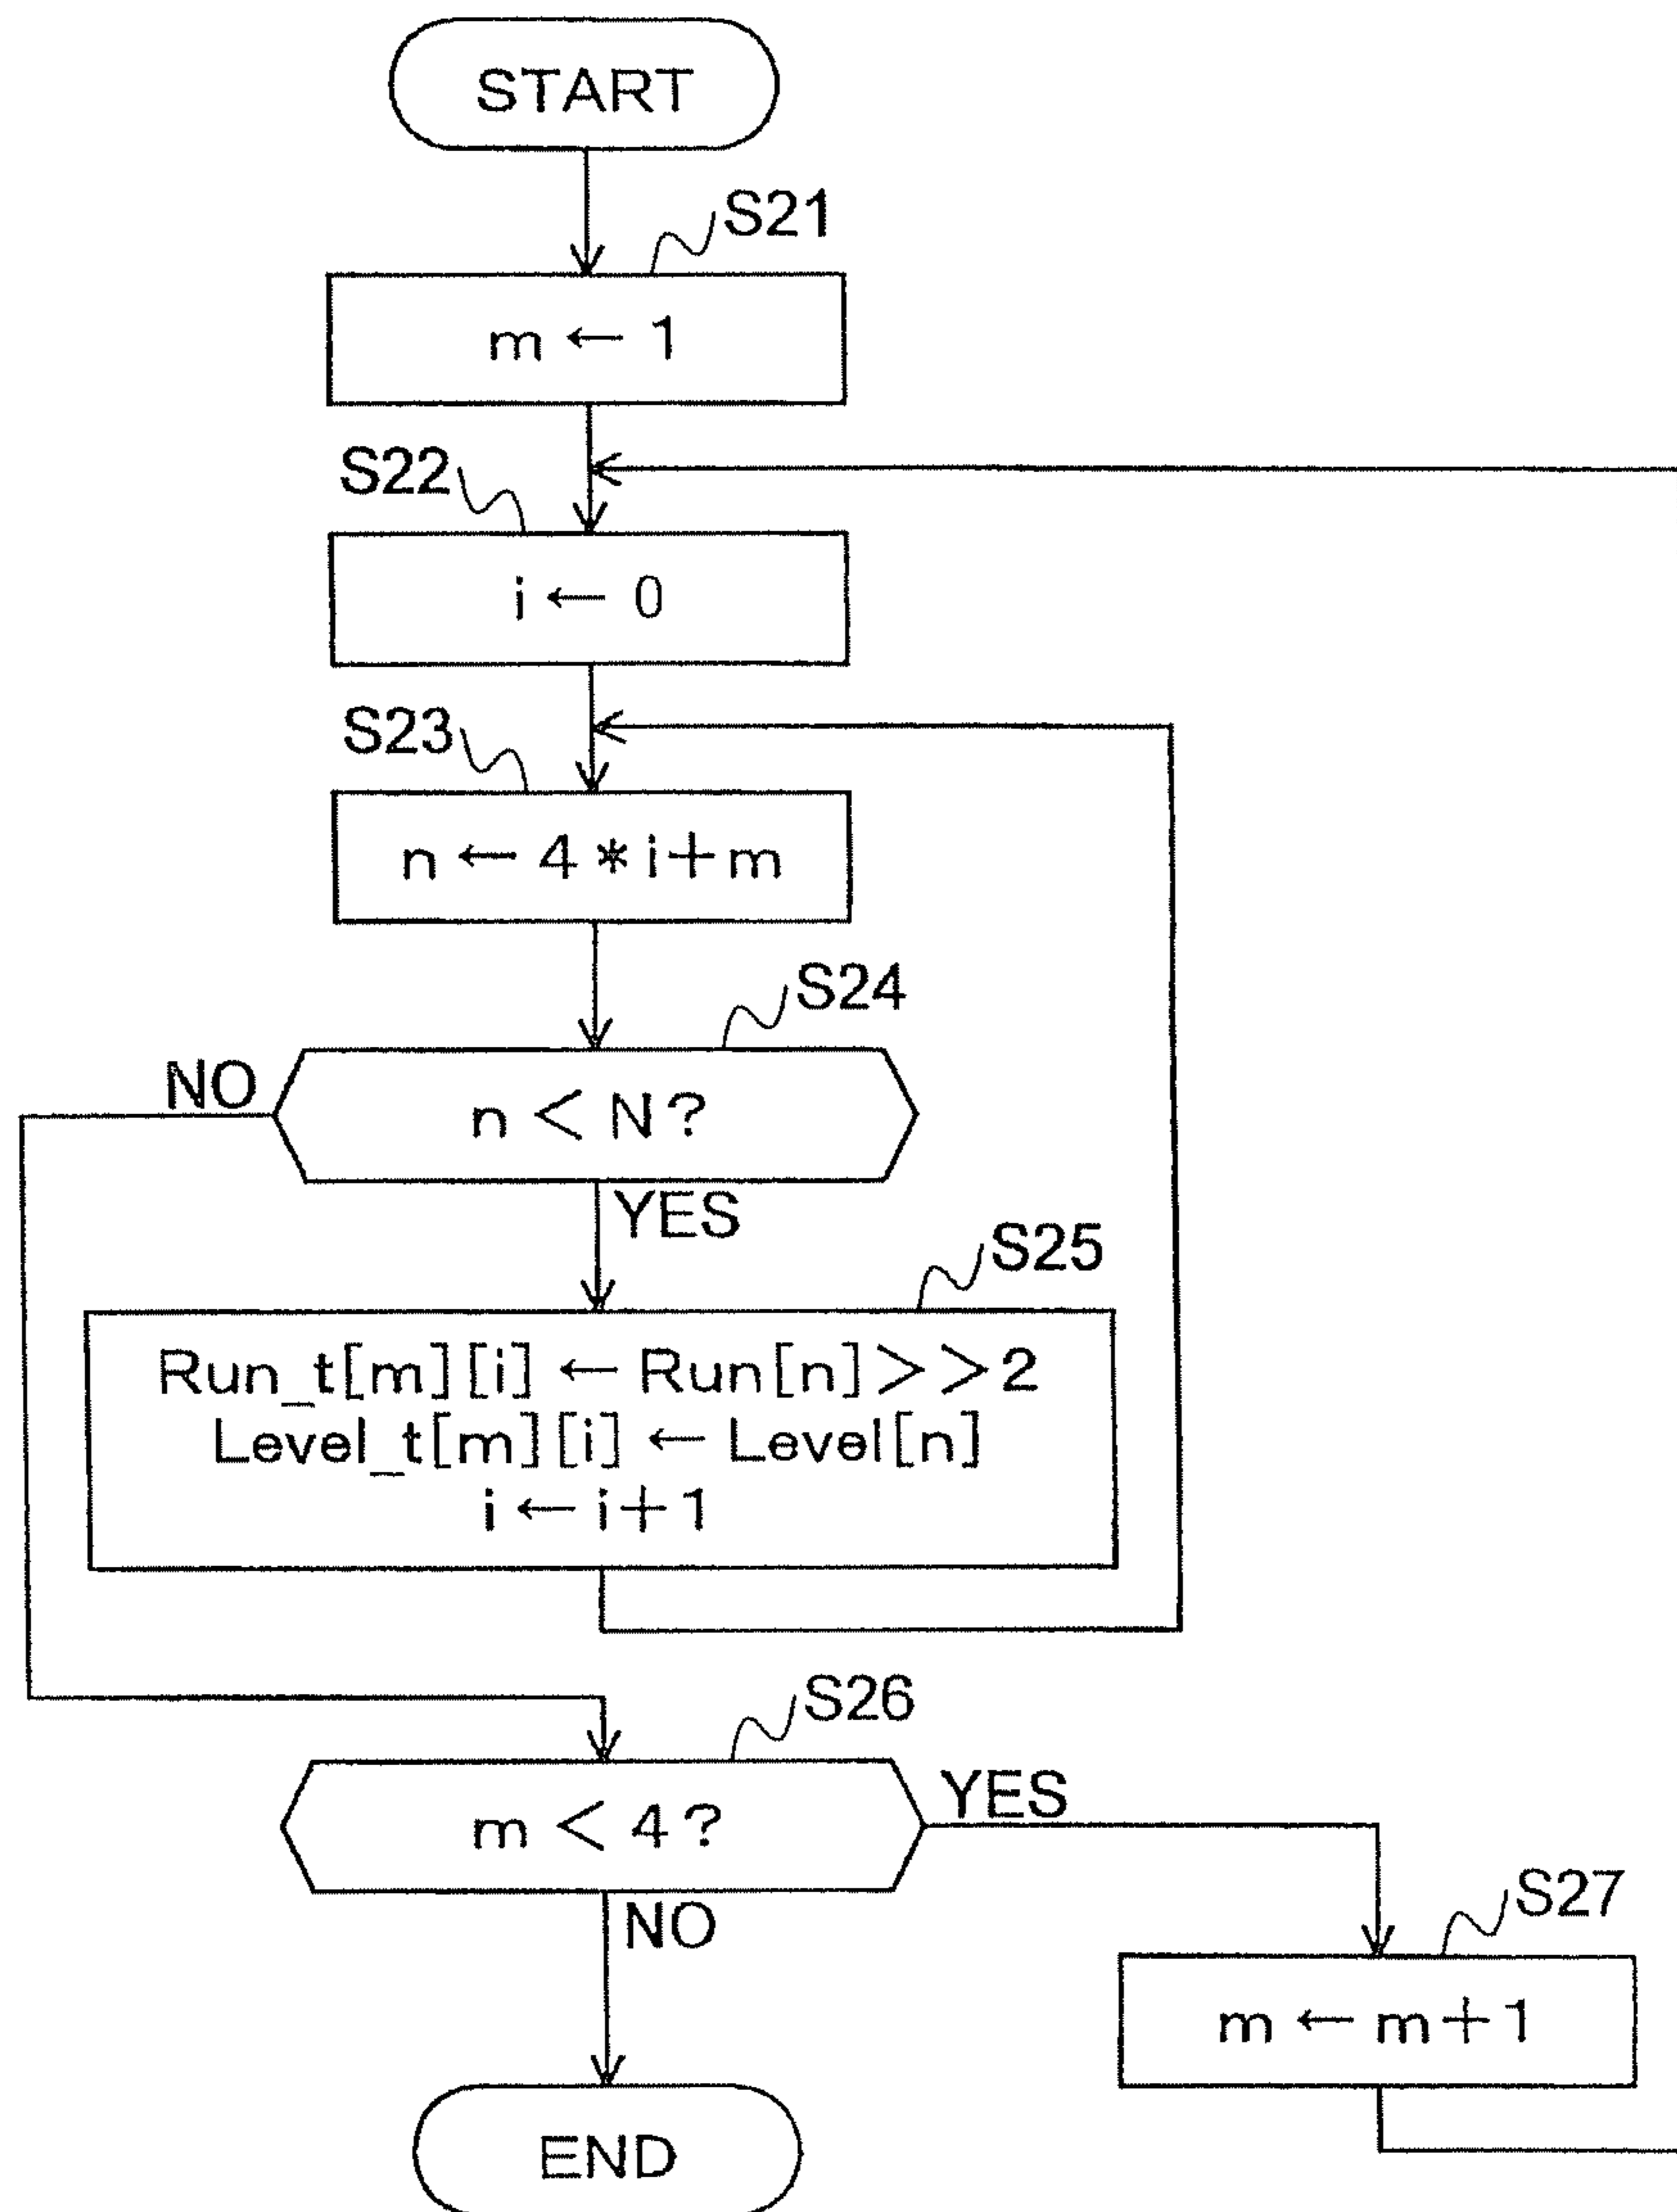 START
S21
m ← 1
S22
i ← 0
S23
n ← 4 * i + m
S24
n < N ?
NO
YES
S25
Run_t[m][i] ← Run[n] >> 2
Level_t[m][i] ← Level[n]
i ← i + 1
S26
m < 4 ?
YES
NO
S27
m ← m + 1
END